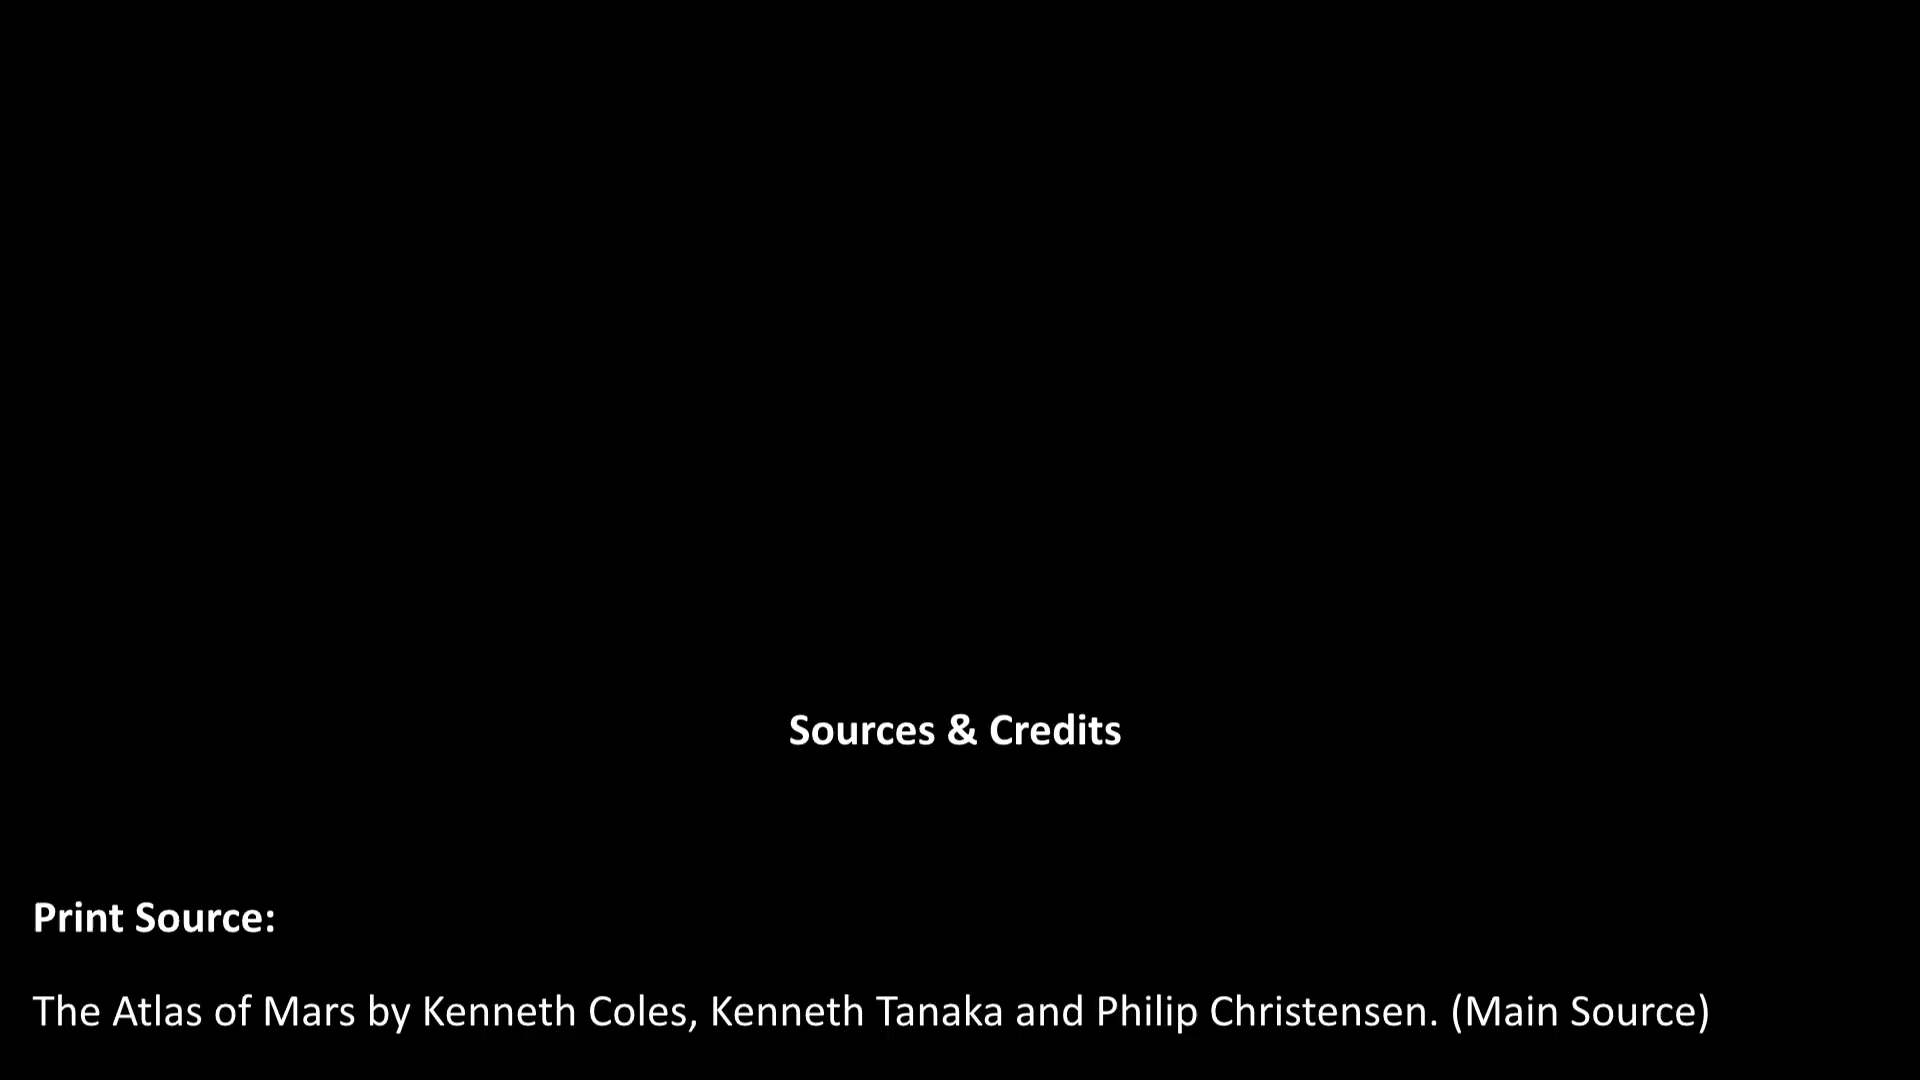 Sources & Credits
Print Source:
The Atlas of Mars by Kenneth Coles, Kenneth Tanaka and Philip Christensen. (Main Source)